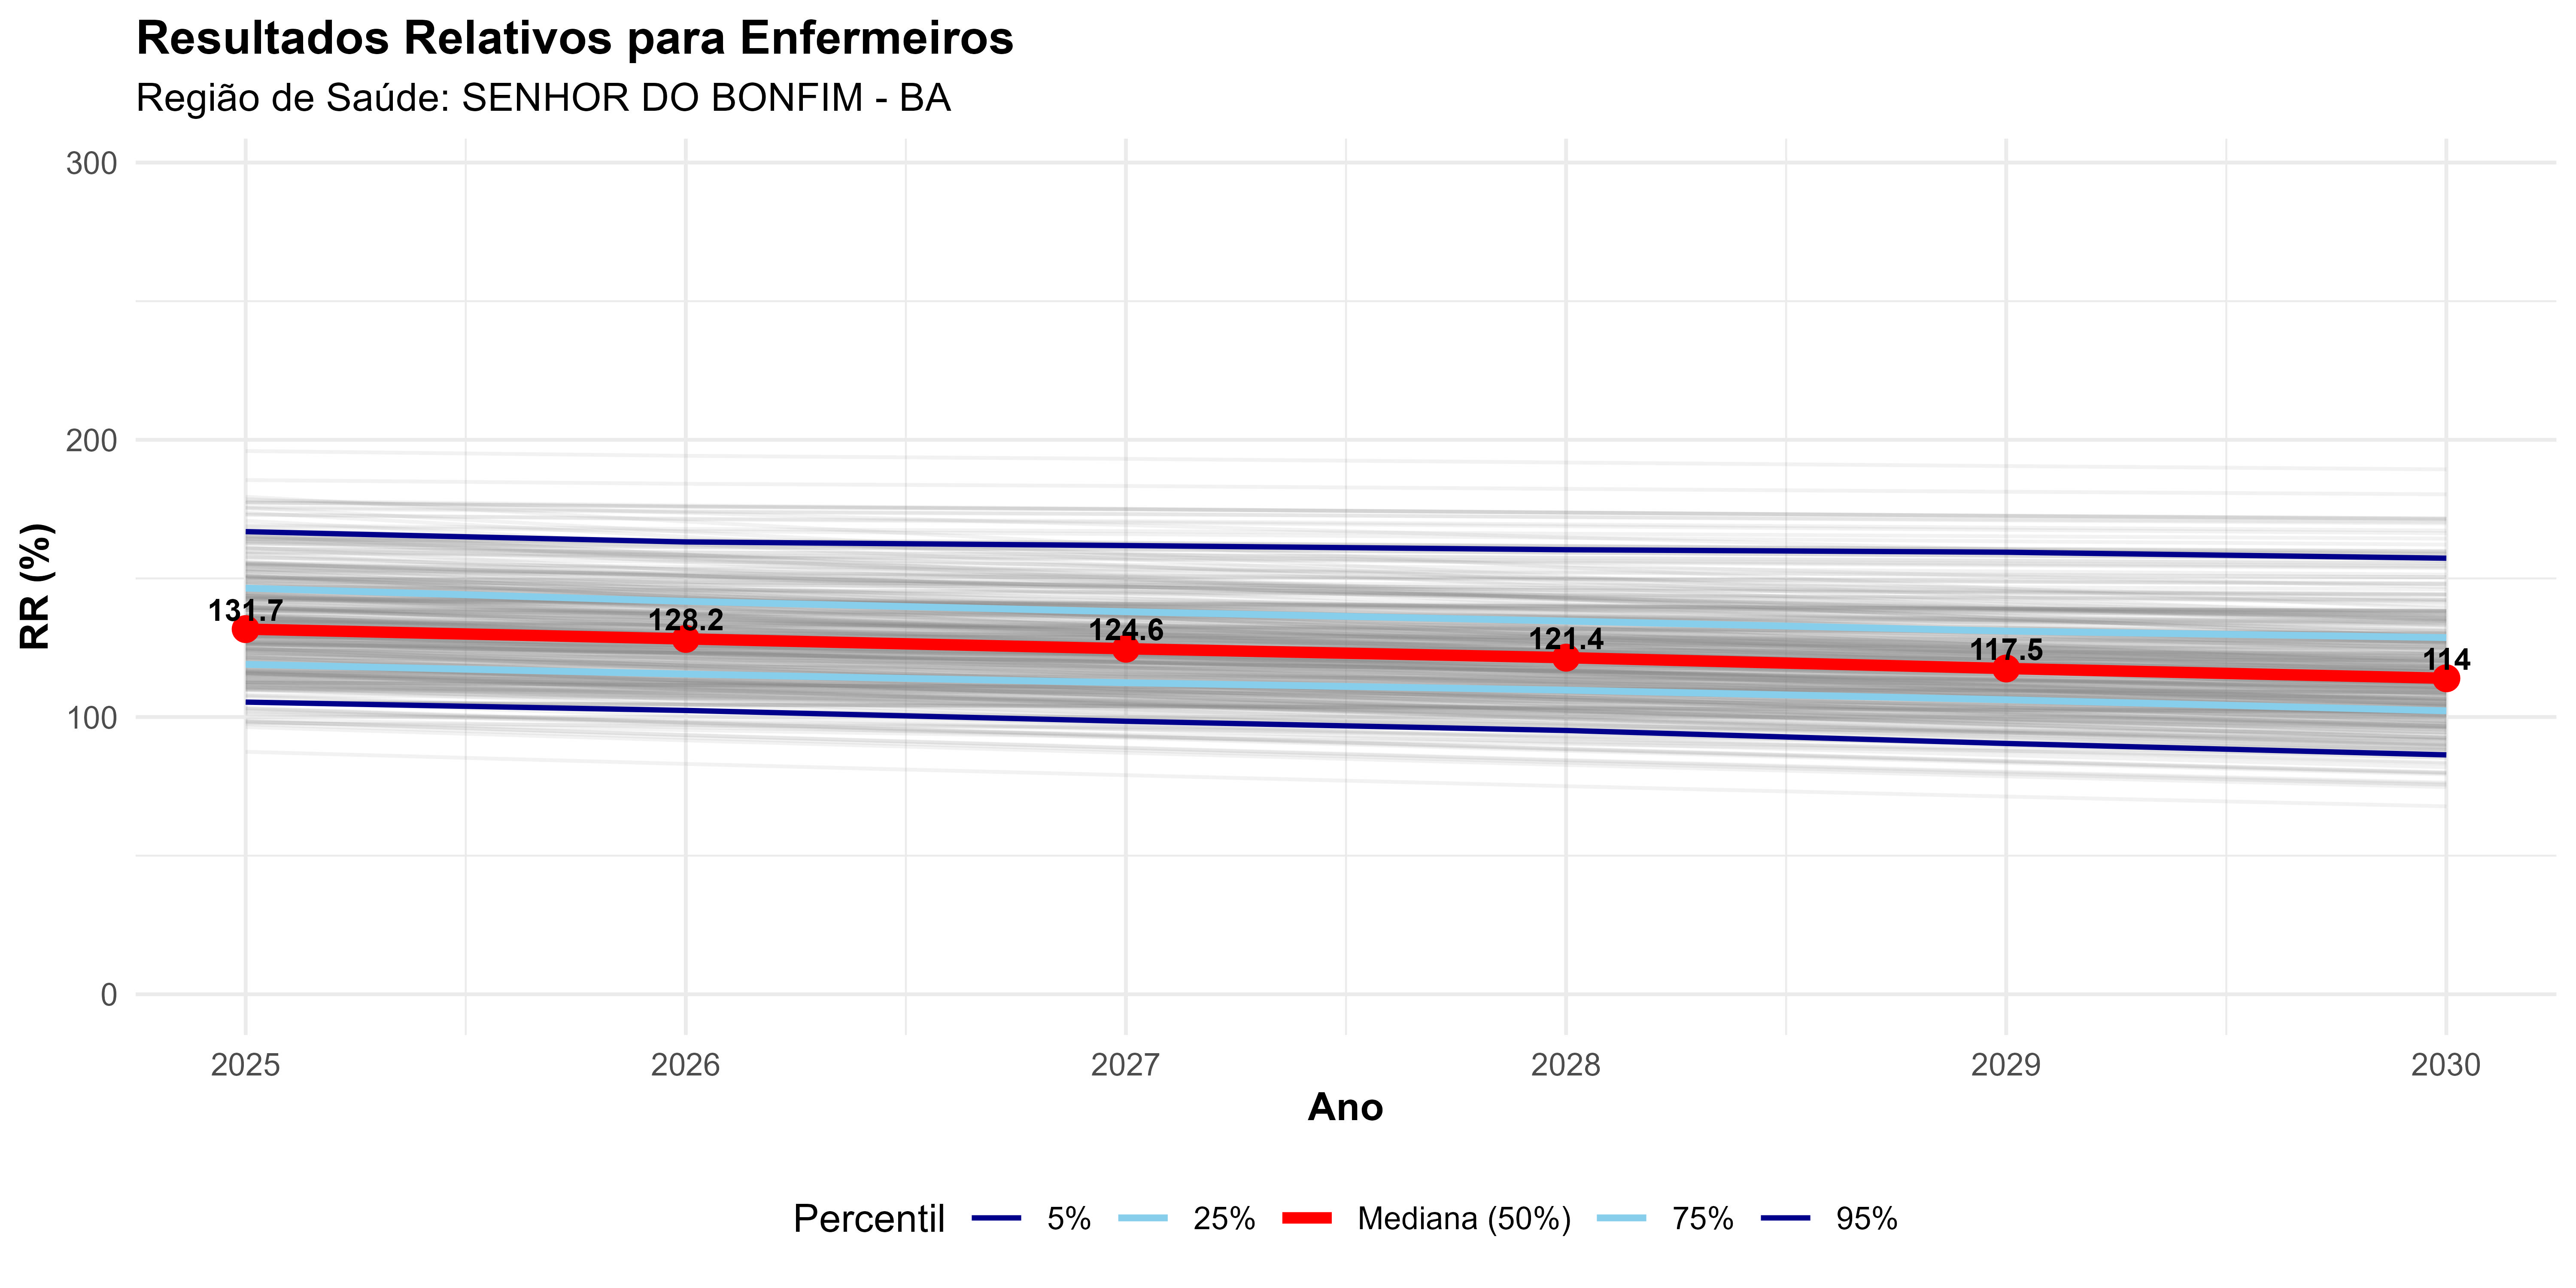 Resultados Relativos para Enfermeiros
Região de Saúde: SENHOR DO BONFIM - BA
RR (%)
300
200
100
0
131.7
128.2
124.6
121.4
117.5
114
2025 2026 2027 2028 2029 2030
Ano
Percentil 5% 25% Mediana (50%) 75% 95%